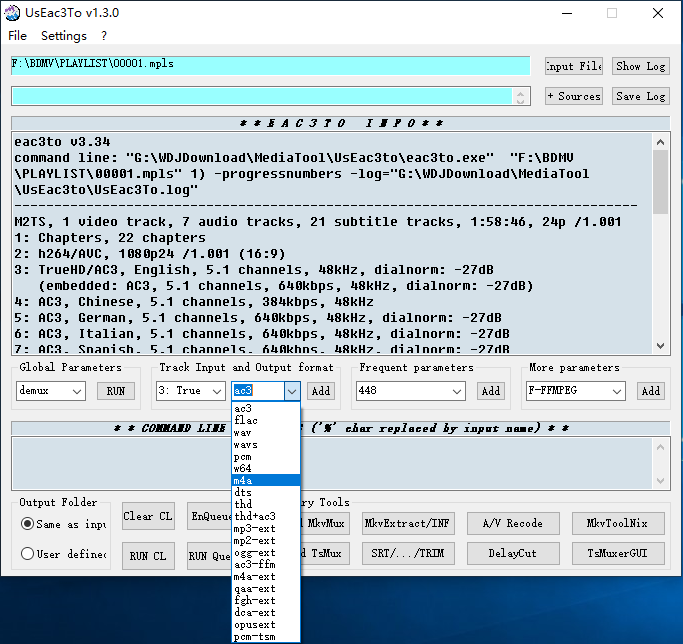 UsEac3To v1.3.0
File Settings ?
F:\BDMV\PLAYLIST\00001.mpls
Input File
Show Log
+ Sources
Save Log
* * E A C 3 T O I N F O * *
eac3to v3.34
command line: "G:\WDJDownload\MediaTool\UsEac3to\eac3to.exe" "F:\BDMV
\PLAYLIST\00001.mpls" 1) -progressnumbers -log="G:\WDJDownload\MediaTool
\UsEac3to\UsEac3To.log"
------------------------------------------------------------------------
M2TS, 1 video track, 7 audio tracks, 21 subtitle tracks, 1:58:46, 24p /1.001
1: Chapters, 22 chapters
2: h264/AVC, 1080p24 /1.001 (16:9)
3: TrueHD/AC3, English, 5.1 channels, 48kHz, dialnorm: -27dB
(embedded: AC3, 5.1 channels, 640kbps, 48kHz, dialnorm: -27dB)
4: AC3, Chinese, 5.1 channels, 384kbps, 48kHz
5: AC3, German, 5.1 channels, 640kbps, 48kHz, dialnorm: -27dB
6: AC3, Italian, 5.1 channels, 640kbps, 48kHz, dialnorm: -27dB
7: AC3, Spanish, 5.1 channels, 640kbps, 48kHz, dialnorm: -27dB
Global Parameters
Track Input and Output format
Frequent parameters
More parameters
demux
RUN
3: True
ac3
Add
448
Add
F-FFMPEG
Add
ac3
flac
wav
wavs
pcm
w64
m4a
dts
thd
thd+ac3
mp3-ext
mp2-ext
ogg-ext
ac3-ffm
m4a-ext
qaa-ext
fgh-ext
dca-ext
opusext
pcm-tsm
* * COMMAND LINE
('%' char replaced by input name) * *
Output Folder
Same as inpu
User defined
Clear CL
EnQueue
RUN CL
RUN Que
ry Tools
d MkvMux
MkvExtract/INF
A/V Recode
MkvToolNix
d TsMux
SRT/.../TRIM
DelayCut
TsMuxerGUI